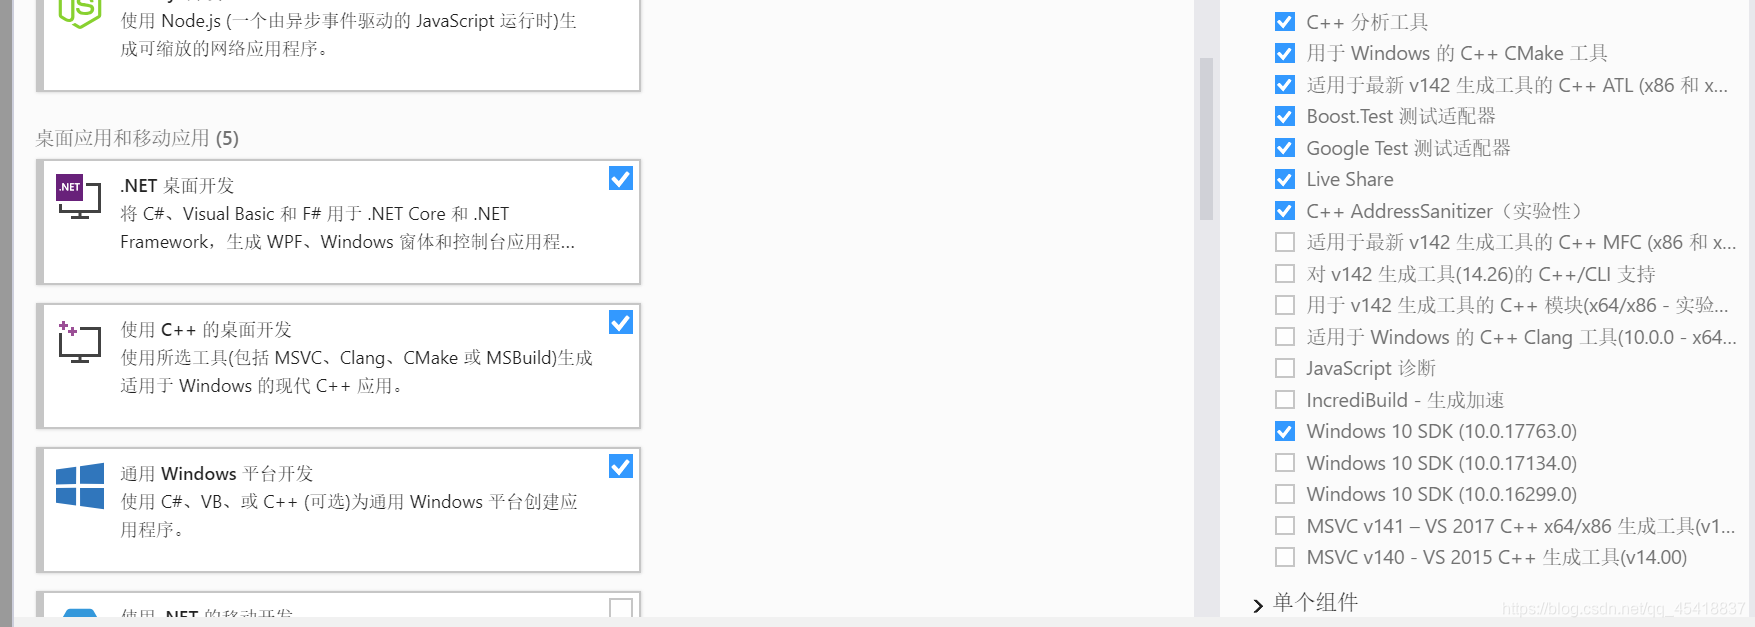 使用 Node.js (一个由异步事件驱动的 JavaScript 运行时)生
成可缩放的网络应用程序。
桌面应用和移动应用 (5)
.NET
.NET 桌面开发
将 C#、Visual Basic 和 F# 用于 .NET Core 和 .NET
Framework，生成 WPF、Windows 窗体和控制台应用程...
使用 C++ 的桌面开发
使用所选工具(包括 MSVC、Clang、CMake 或 MSBuild)生成
适用于 Windows 的现代 C++ 应用。
通用 Windows 平台开发
使用 C#、VB、或 C++ (可选)为通用 Windows 平台创建应
用程序。
使用 .NET 的移动开发
C++ 分析工具
用于 Windows 的 C++ CMake 工具
适用于最新 v142 生成工具的 C++ ATL (x86 和 x...
Boost.Test 测试适配器
Google Test 测试适配器
Live Share
C++ AddressSanitizer（实验性）
适用于最新 v142 生成工具的 C++ MFC (x86 和 x...
对 v142 生成工具(14.26)的 C++/CLI 支持
用于 v142 生成工具的 C++ 模块(x64/x86 - 实验...
适用于 Windows 的 C++ Clang 工具(10.0.0 - x64...
JavaScript 诊断
IncrediBuild - 生成加速
Windows 10 SDK (10.0.17763.0)
Windows 10 SDK (10.0.17134.0)
Windows 10 SDK (10.0.16299.0)
MSVC v141 – VS 2017 C++ x64/x86 生成工具(v1...
MSVC v140 - VS 2015 C++ 生成工具(v14.00)
单个组件
https://blog.csdn.net/qq_45418837